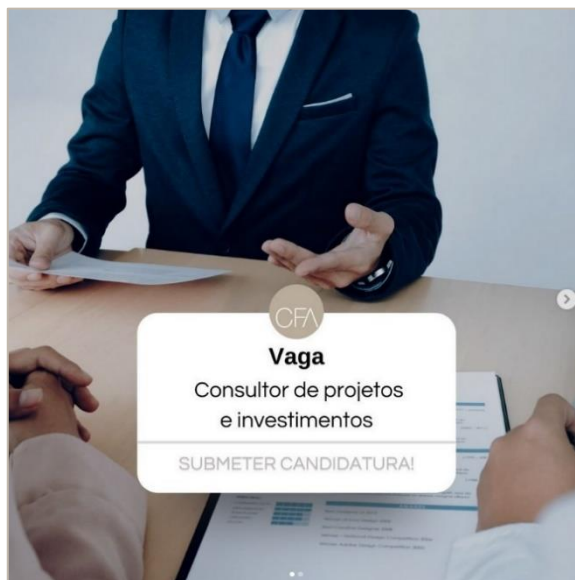 CFA
Vaga
Consultor de projetos
e investimentos
SUBMETER CANDIDATURA!